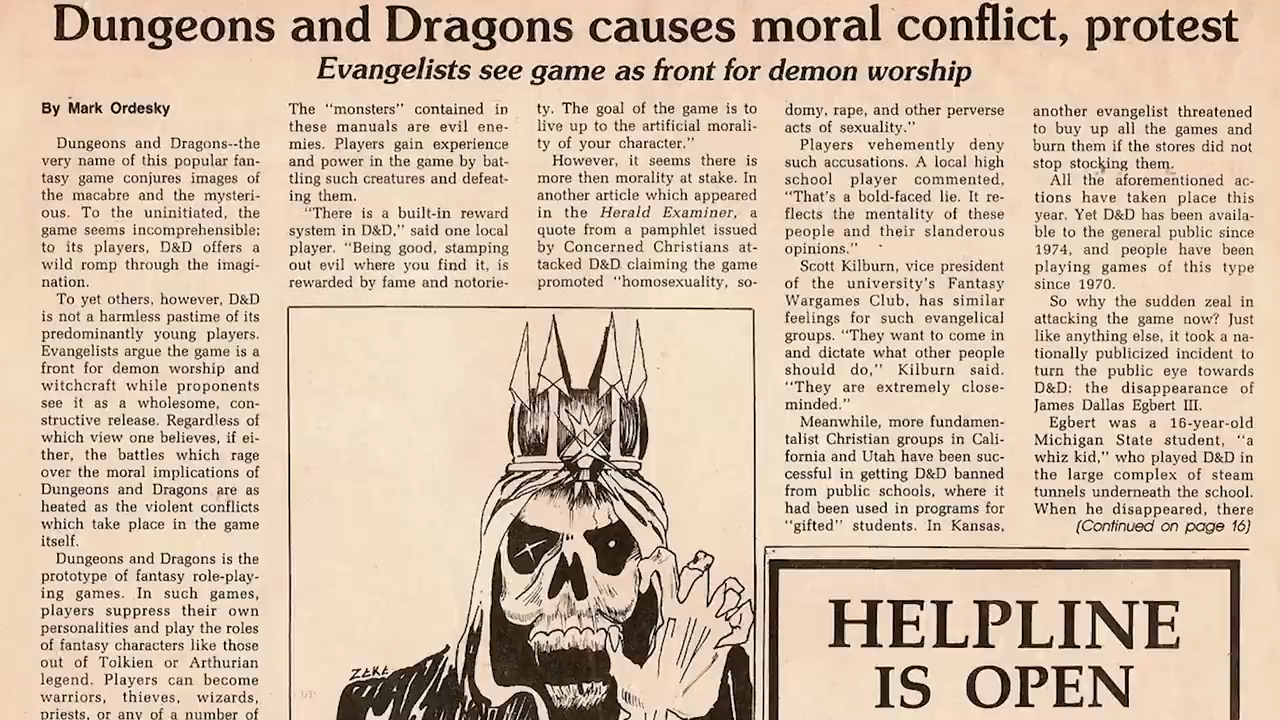 Dungeons and Dragons causes moral conflict, protest
Evangelists see game as front for demon worship
By Mark Ordesky
Dungeons and Dragons--the
very name of this popular fan-
tasy game conjures images of
the macabre and the mysteri-
ous. To the uninitiated, the
game seems incomprehensible;
to its players, D&D offers a
wild romp through the imagi-
nation.
To yet others, however, D&D
is not a harmless pastime of its
predominantly young players.
Evangelists argue the game is a
front for demon worship and
witchcraft while proponents
see it as a wholesome, con-
structive release. Regardless of
which view one believes, if ei-
ther, the battles which rage
over the moral implications of
Dungeons and Dragons are as
heated as the violent conflicts
which take place in the game
itself.
Dungeons and Dragons is the
prototype of fantasy role-play-
ing games. In such games,
players suppress their own
personalities and play the roles
of fantasy characters like those
out of Tolkien or Arthurian
legend. Players can become
warriors, thieves, wizards,
priests, or any of a number of
The "monsters" contained in
these manuals are evil ene-
mies. Players gain experience
and power in the game by bat-
tling such creatures and defeat-
ing them.
"There is a built-in reward
system in D&D," said one local
player. "Being good, stamping
out evil where you find it, is
rewarded by fame and notorie-
ty. The goal of the game is to
live up to the artificial morali-
ty of your character."
However, it seems there is
more then morality at stake. In
another article which appeared
in the Herald Examiner, a
quote from a pamphlet issued
by Concerned Christians at-
tacked D&D claiming the game
promoted "homosexuality, so-
domy, rape, and other perverse
acts of sexuality."
Players vehemently deny
such accusations. A local high
school player commented,
"That's a bold-faced lie. It re-
flects the mentality of these
people and their slanderous
opinions."
Scott Kilburn, vice president
of the university's Fantasy
Wargames Club, has similar
feelings for such evangelical
groups. "They want to come in
and dictate what other people
should do," Kilburn said.
"They are extremely close-
minded."
Meanwhile, more fundamen-
talist Christian groups in Cali-
fornia and Utah have been suc-
cessful in getting D&D banned
from public schools, where it
had been used in programs for
"gifted" students. In Kansas,
another evangelist threatened
to buy up all the games and
burn them if the stores did not
stop stocking them.
All the aforementioned ac-
tions have taken place this
year. Yet D&D has been availa-
ble to the general public since
1974, and people have been
playing games of this type
since 1970.
So why the sudden zeal in
attacking the game now? Just
like anything else, it took a na-
tionally publicized incident to
turn the public eye towards
D&D: the disappearance of
James Dallas Egbert III.
Egbert was a 16-year-old
Michigan State student, "a
whiz kid," who played D&D in
the large complex of steam
tunnels underneath the school.
When he disappeared, there
(Continued on page 16)
ZEKE
HELPLINE
IS OPEN